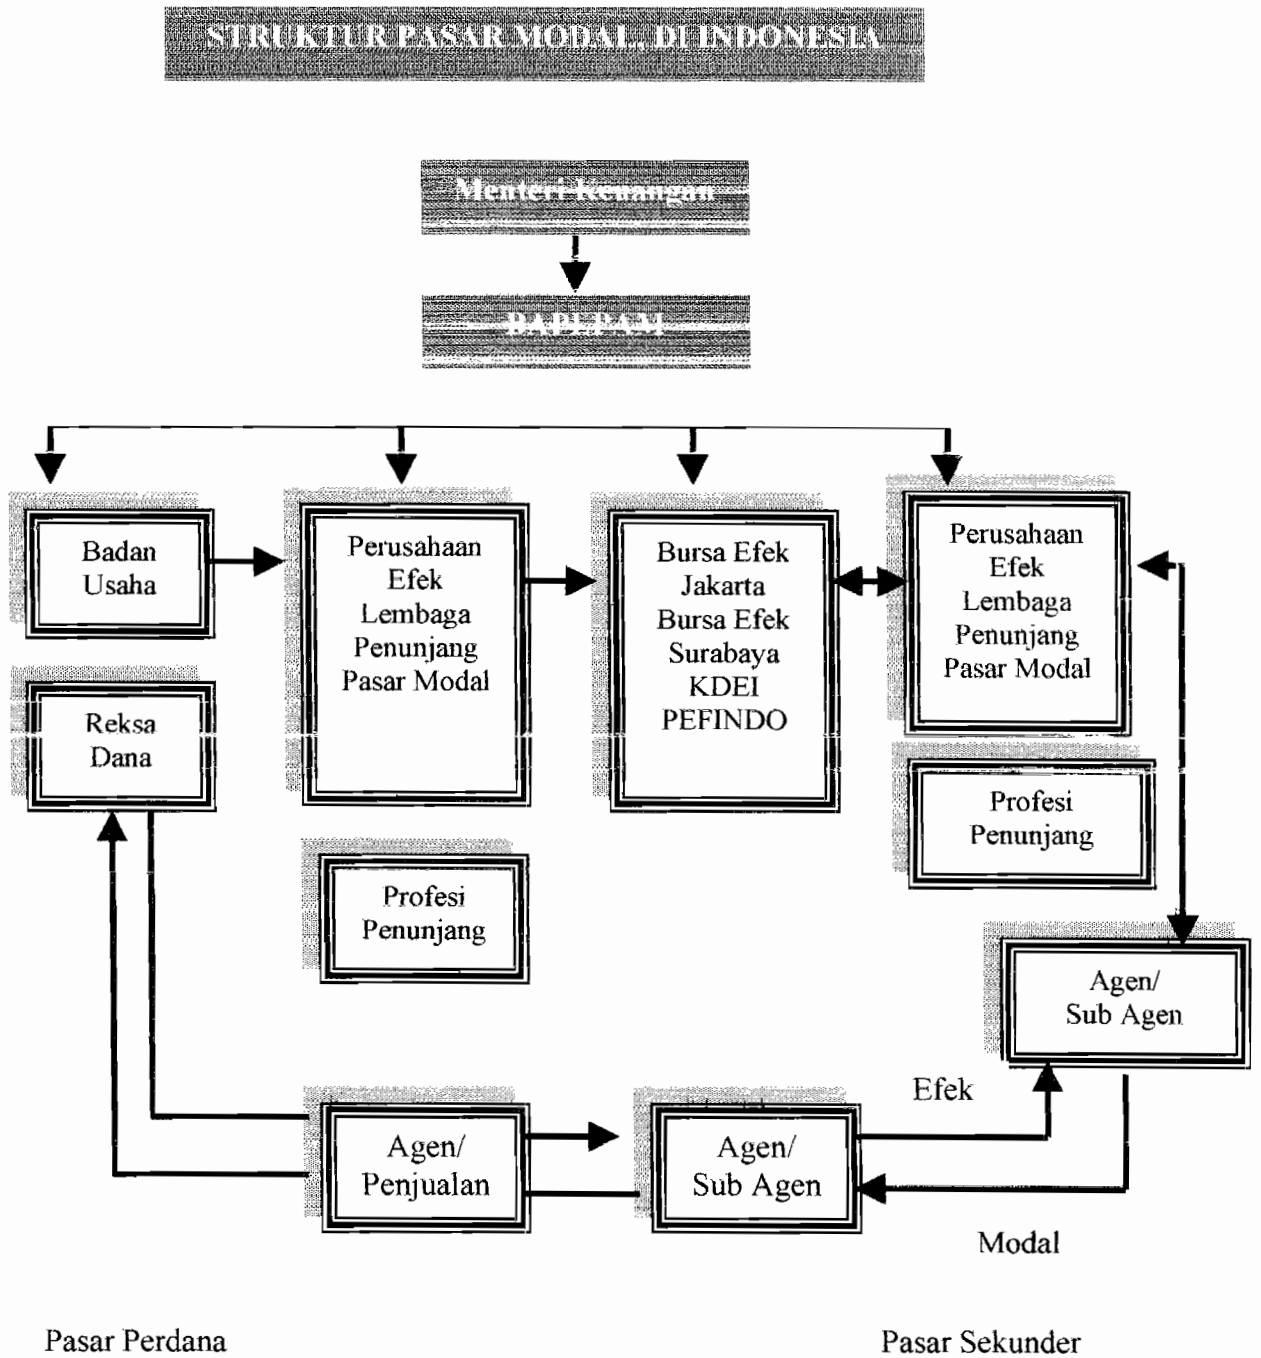 STRUKTUR PASAR MODAL, DI INDONESIA
Menteri Keuangan
BAPEPAM
Badan
Usaha
Perusahaan
Efek
Lembaga
Penunjang
Pasar Modal
Bursa Efek
Jakarta
Bursa Efek
Surabaya
KDEI
PEFINDO
Perusahaan
Efek
Lembaga
Penunjang
Pasar Modal
Reksa
Dana
Profesi
Penunjang
Profesi
Penunjang
Agen/
Sub Agen
Efek
Agen/
Penjualan
Agen/
Sub Agen
Modal
Pasar Perdana
Pasar Sekunder